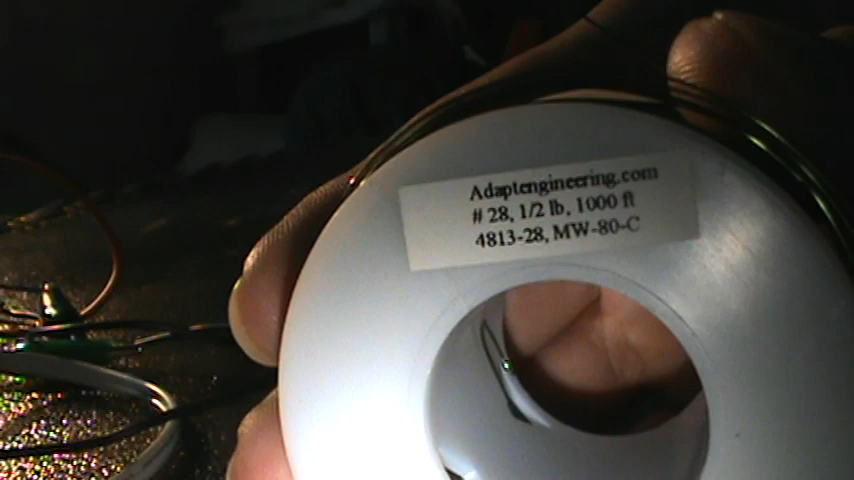 Adaptengineering.com
# 28, 1/2 lb, 1000 ft
4813-28, MW-80-C